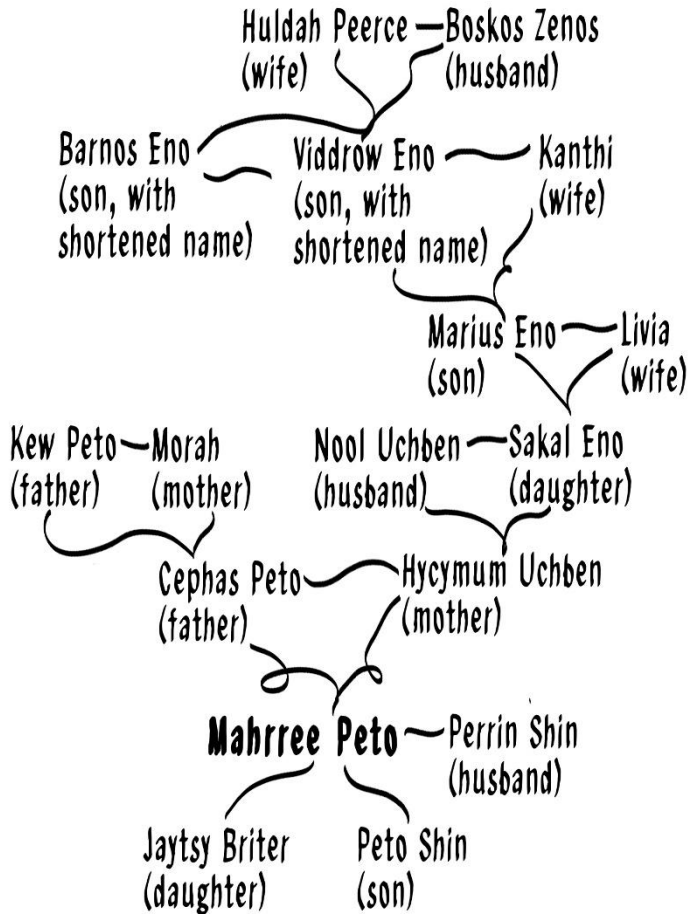 Huldah Peerce Boskos Zenos
(wife) (husband)
Barnos Eno Viddrow Eno Kanthi
(son, with (son, with (wife)
shortened name) shortened name)
Marius Eno Livia
(son) (wife)
Kew Peto Morah Nool Uchben Sakal Eno
(father) (mother) (husband) (daughter)
Cephas Peto Hycymum Uchben
(father) (mother)
Mahrree Peto Perrin Shin
(husband)
Jaytsy Briter Peto Shin
(daughter) (son)